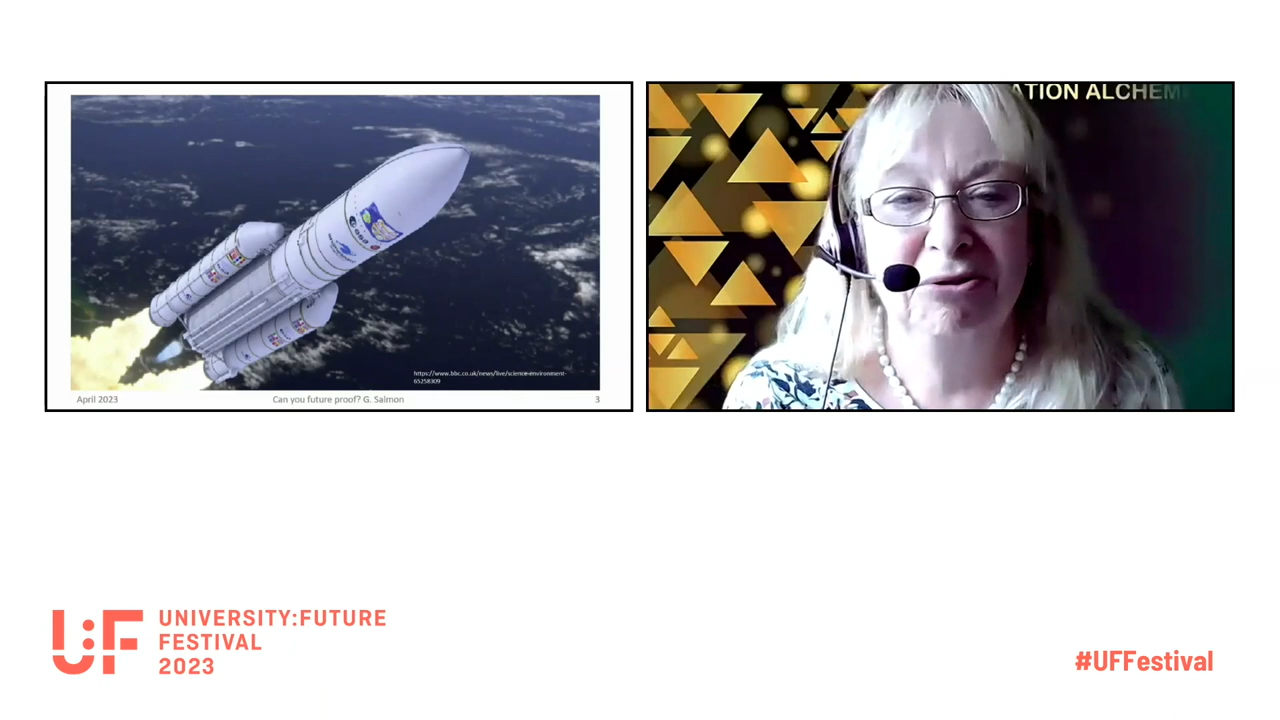 ATION ALCHEM
esa
https://www.bbc.co.uk/news/live/science-environment-
65258309
April 2023
Can you future proof? G. Salmon
3
U:F
UNIVERSITY:FUTURE
FESTIVAL
2023
#UFFestival